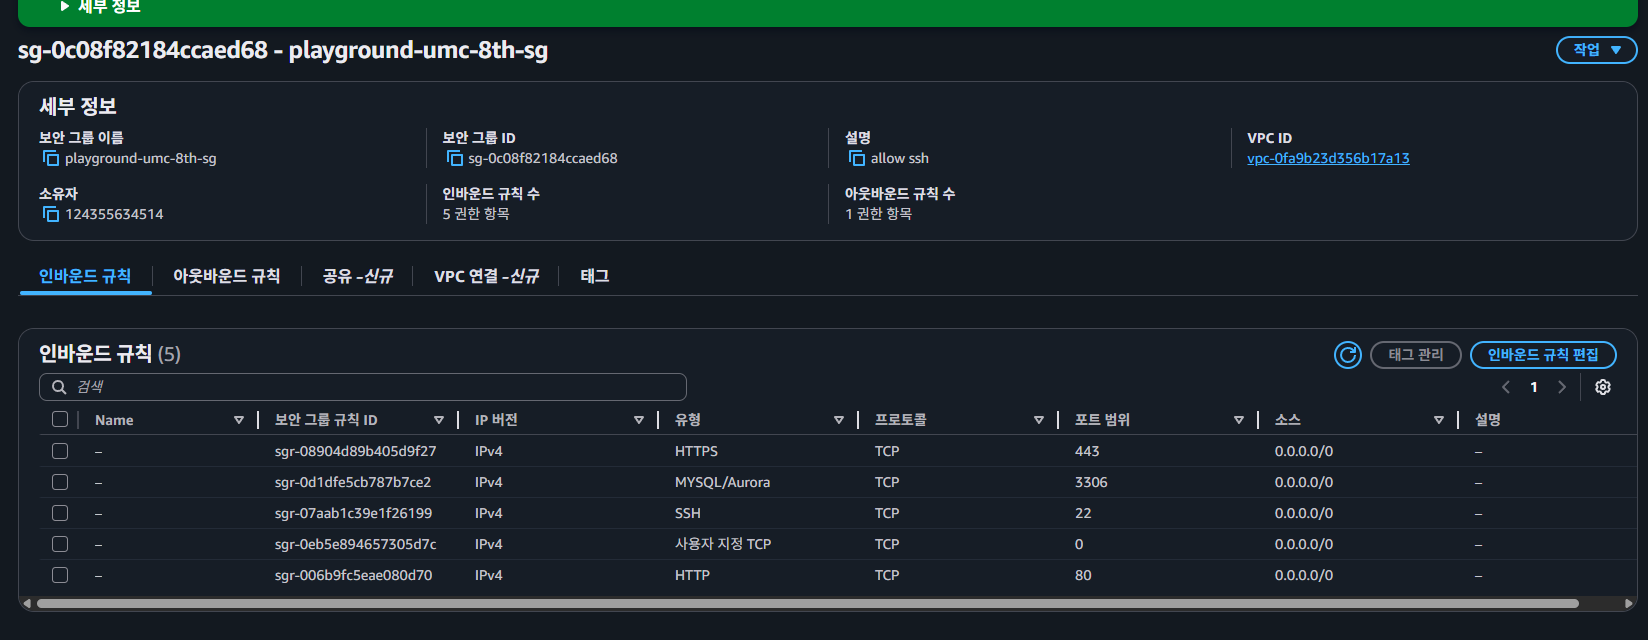 ▶ 세부 정보
sg-0c08f82184ccaed68 - playground-umc-8th-sg
작업 ▼
세부 정보
보안 그룹 이름
playground-umc-8th-sg
보안 그룹 ID
sg-0c08f82184ccaed68
설명
allow ssh
VPC ID
vpc-0fa9b23d356b17a13
소유자
124355634514
인바운드 규칙 수
5 권한 항목
아웃바운드 규칙 수
1 권한 항목
인바운드 규칙 아웃바운드 규칙 공유 -신규 VPC 연결 -신규 태그
인바운드 규칙 (5)
태그 관리 인바운드 규칙 편집
검색
1
Name 보안 그룹 규칙 ID IP 버전 유형 프로토콜 포트 범위 소스 설명
– sgr-08904d89b405d9f27 IPv4 HTTPS TCP 443 0.0.0.0/0 –
– sgr-0d1dfe5cb787b7ce2 IPv4 MYSQL/Aurora TCP 3306 0.0.0.0/0 –
– sgr-07aab1c39e1f26199 IPv4 SSH TCP 22 0.0.0.0/0 –
– sgr-0eb5e894657305d7c IPv4 사용자 지정 TCP TCP 0 0.0.0.0/0 –
– sgr-006b9fc5eae080d70 IPv4 HTTP TCP 80 0.0.0.0/0 –